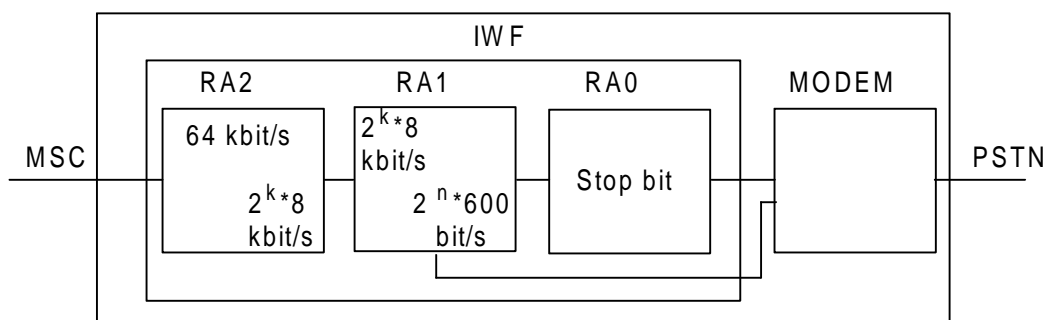 IWF
RA2
RA1
RA0
MODEM
MSC
PSTN
64 kbit/s
2^k*8
kbit/s
2^k*8
kbit/s
2^n*600
bit/s
Stop bit